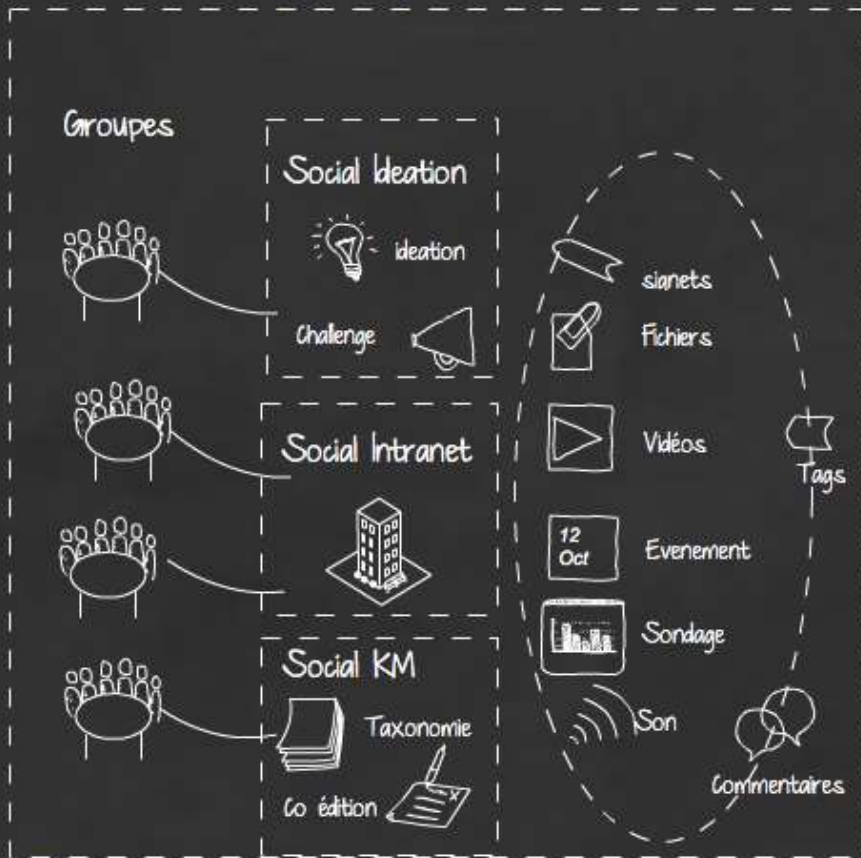 Groupes
Social Ideation
ideation
Challenge
Social Intranet
Social KM
Taxonomie
Co édition
signets
Fichiers
Vidéos
12
Oct
Evenement
Sondage
Son
Tags
Commentaires